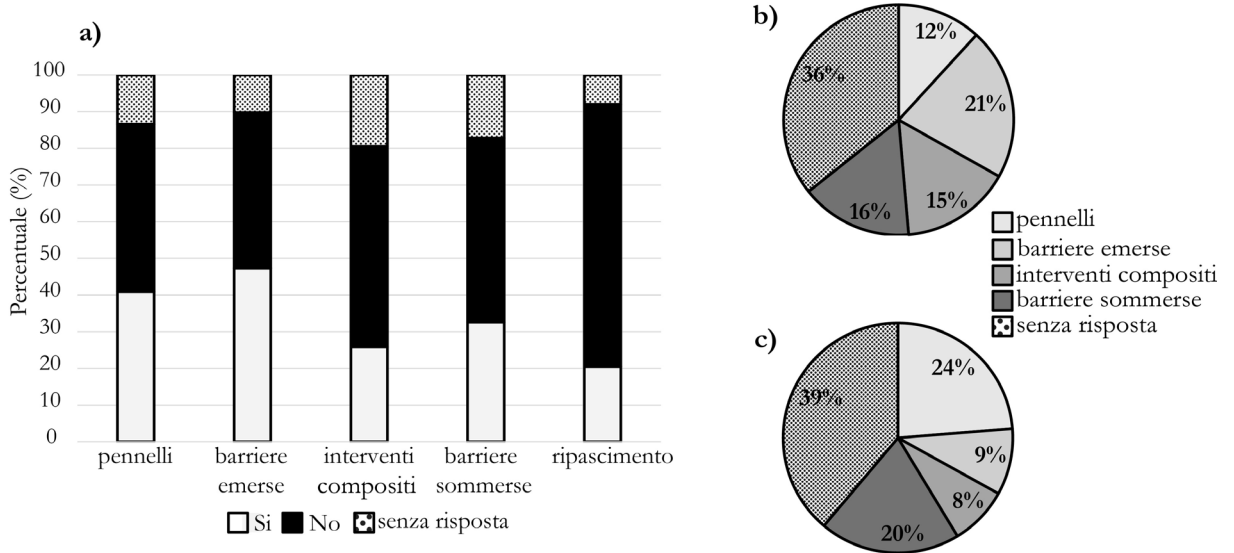 a)
Percentuale (%)
100
90
80
70
60
50
40
30
20
10
0
pennelli
barriere
emerse
interventi
compositi
barriere
sommerse
ripascimento
Si No senza risposta
b)
12%
21%
15%
16%
36%
pennelli
barriere emerse
interventi compositi
barriere sommerse
senza risposta
c)
24%
9%
8%
20%
39%